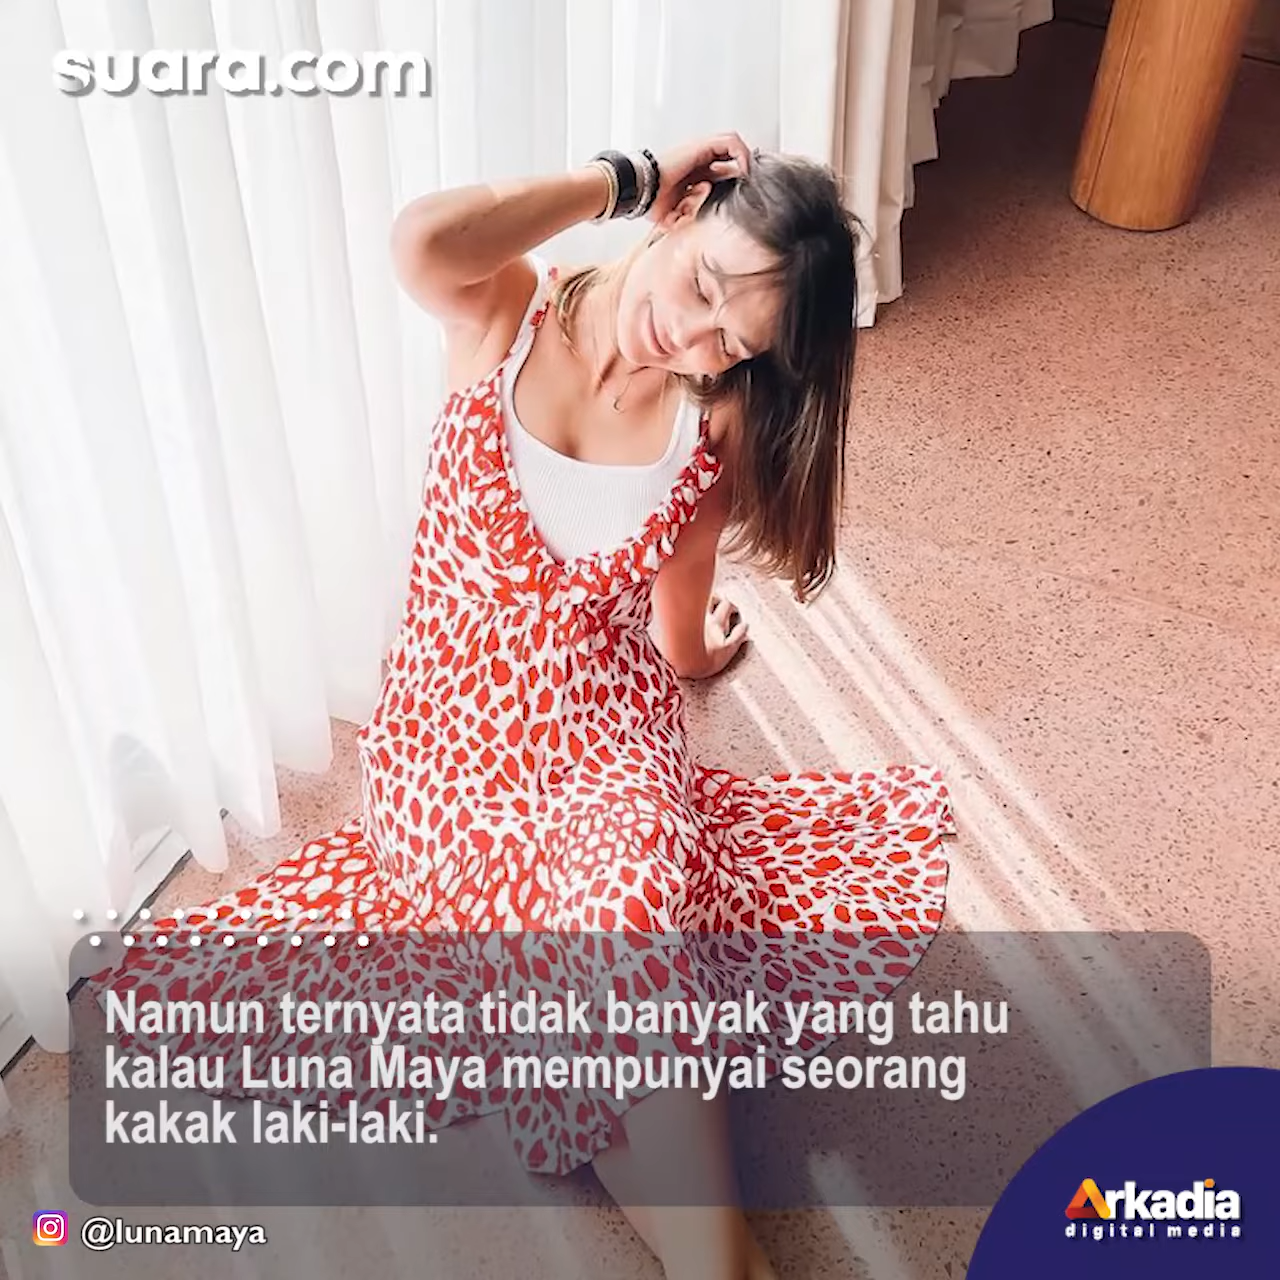 suara.com
Namun ternyata tidak banyak yang tahu
kalau Luna Maya mempunyai seorang
kakak laki-laki.
@lunamaya
Arkadia
digital media